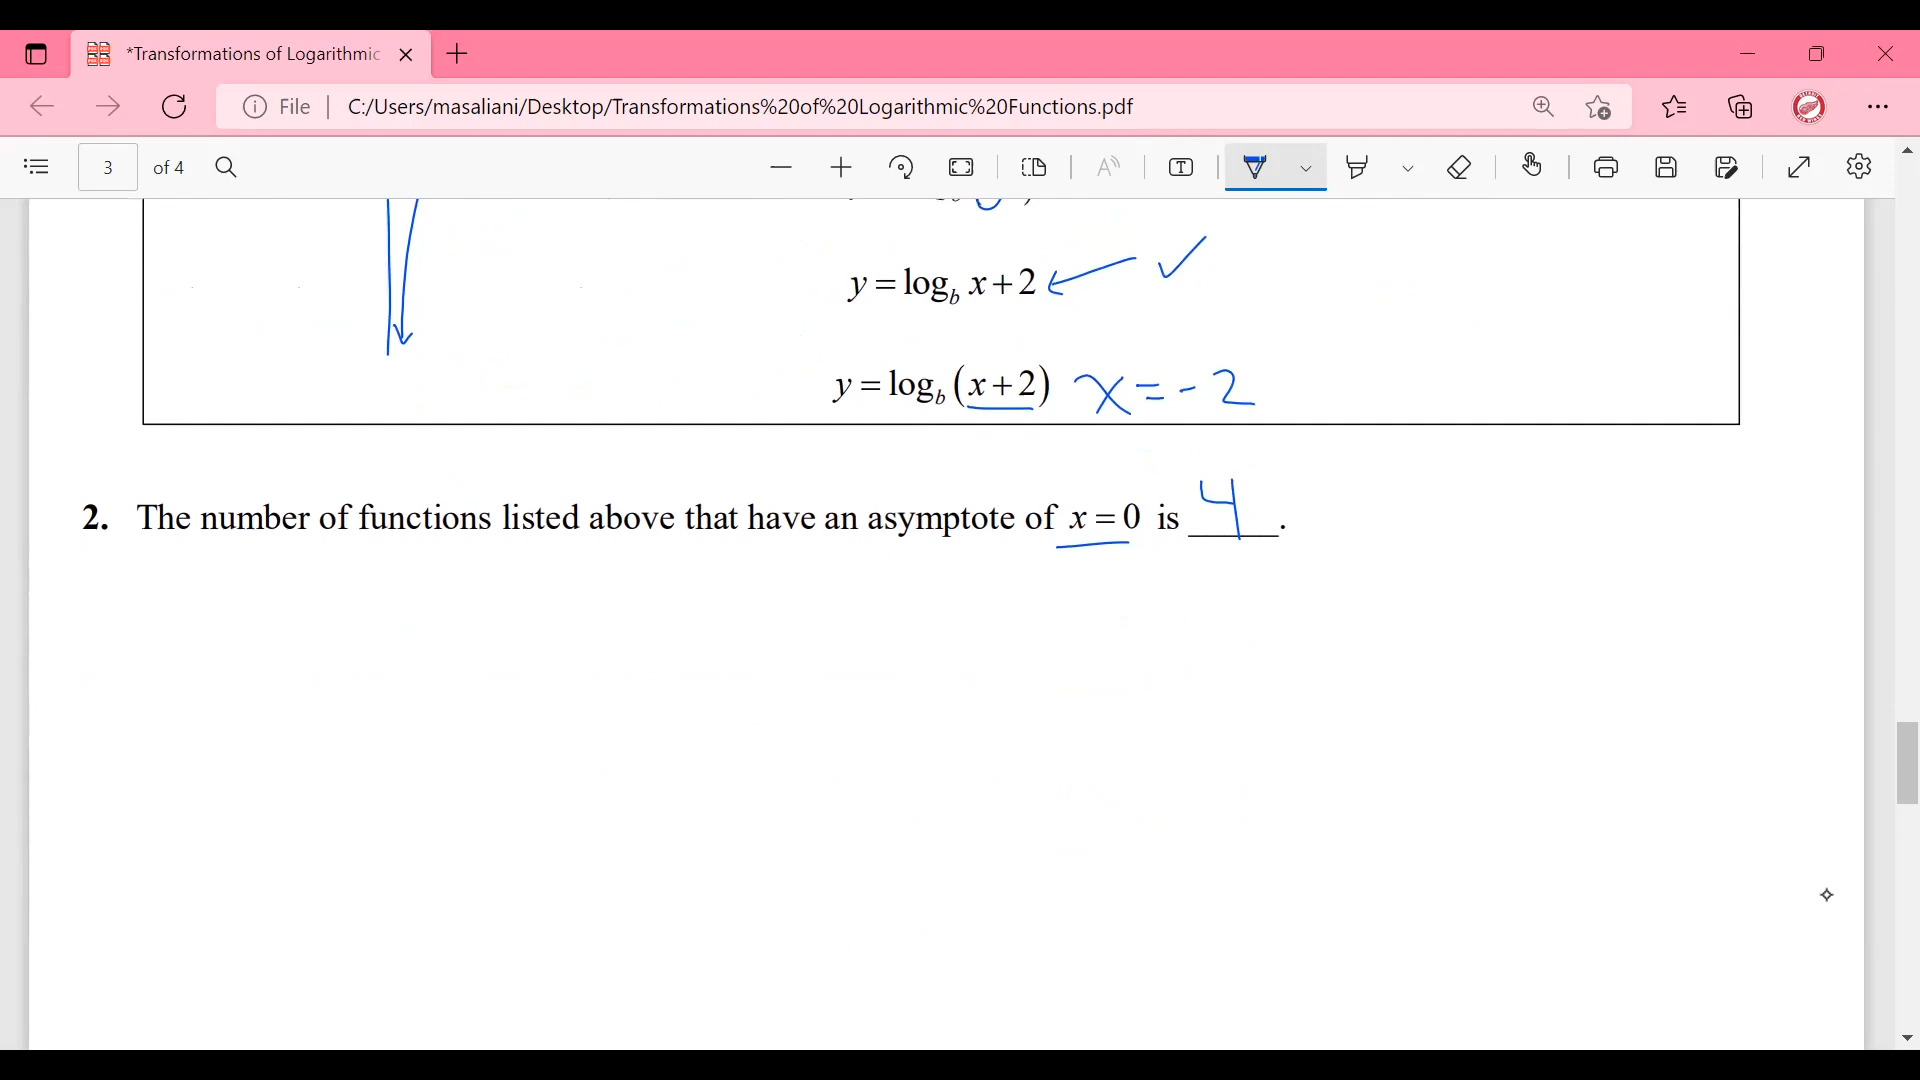 *Transformations of Logarithmic
File C:/Users/masaliani/Desktop/Transformations%20of%20Logarithmic%20Functions.pdf
3 of 4
y = log_b x + 2 ✓
y = log_b (x + 2) x = -2
2. The number of functions listed above that have an asymptote of x = 0 is 4.